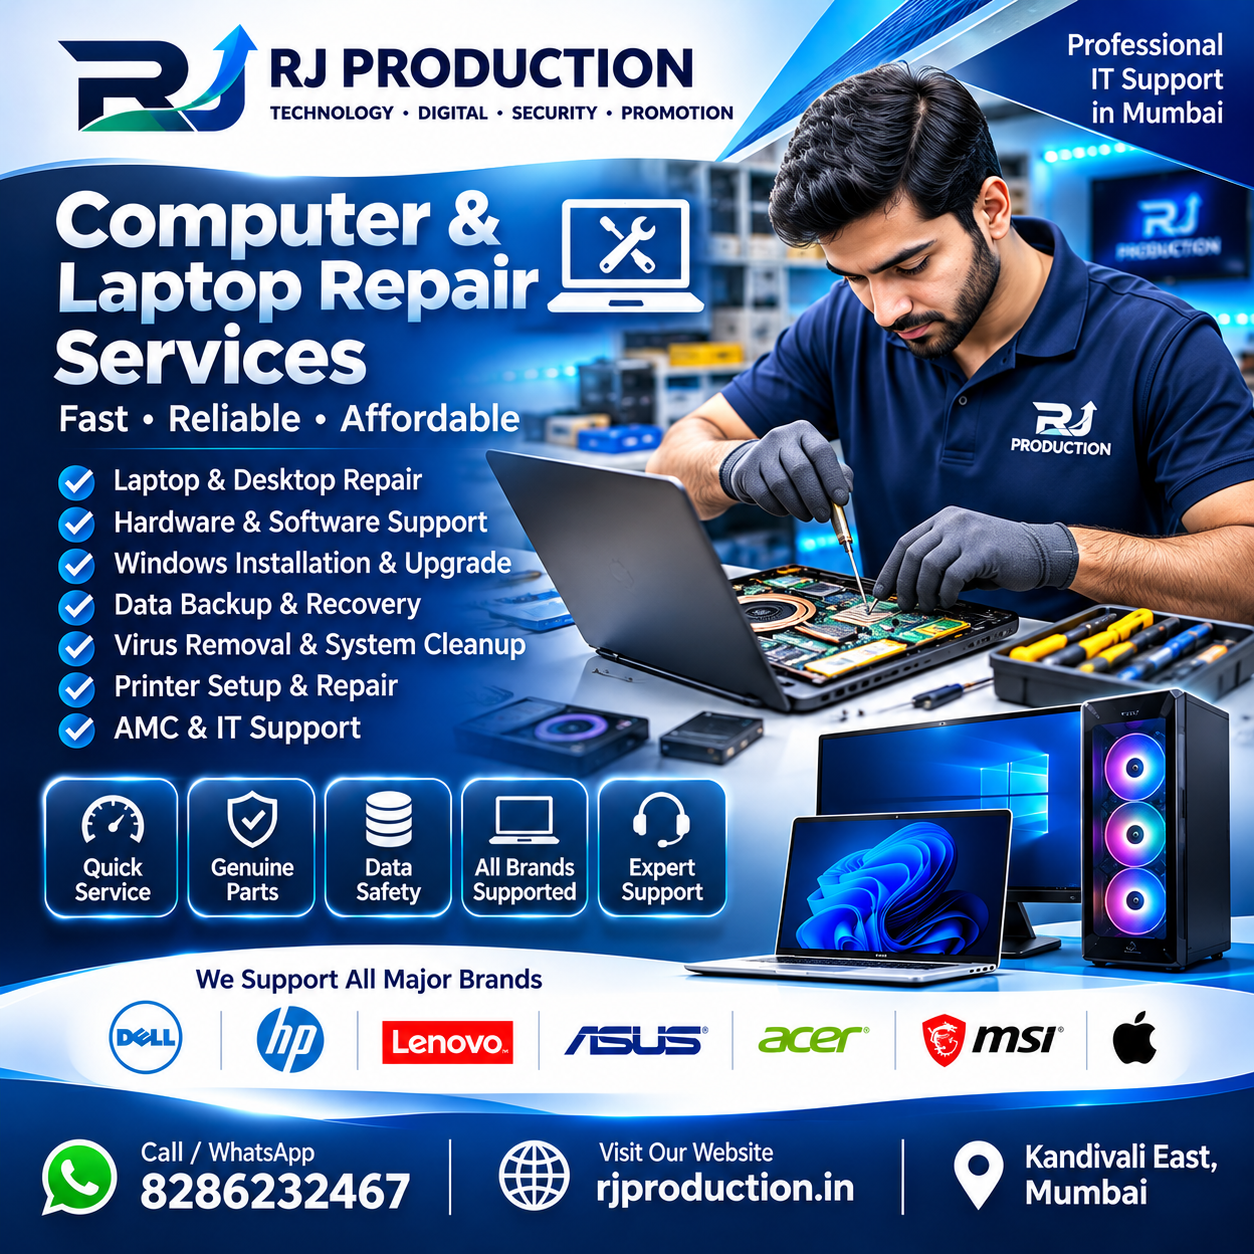 RJ PRODUCTION
TECHNOLOGY • DIGITAL • SECURITY • PROMOTION
Professional
IT Support
in Mumbai
Computer &
Laptop Repair
Services
Fast • Reliable • Affordable
Laptop & Desktop Repair
Hardware & Software Support
Windows Installation & Upgrade
Data Backup & Recovery
Virus Removal & System Cleanup
Printer Setup & Repair
AMC & IT Support
RJ
PRODUCTION
RJ
PRODUCTION
Quick
Service
Genuine
Parts
Data
Safety
All Brands
Supported
Expert
Support
We Support All Major Brands
DELL
hp
Lenovo
ASUS®
acer®
msi®
Call / WhatsApp
8286232467
Visit Our Website
rjproduction.in
Kandivali East,
Mumbai